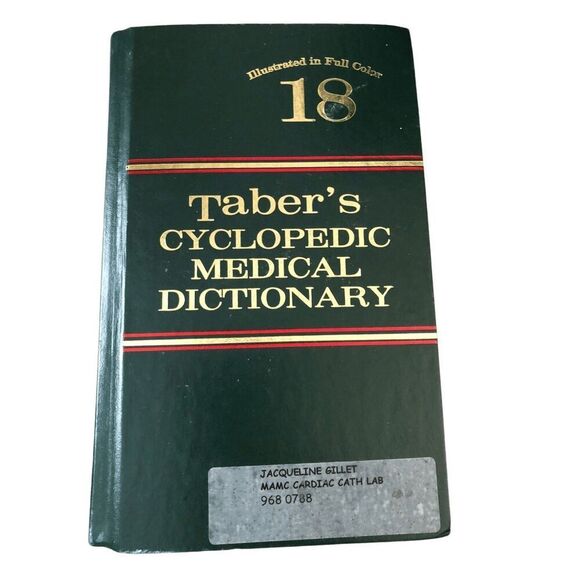 Illustrated in Full Color
18
Taber's
CYCLOPEDIC
MEDICAL
DICTIONARY
JACQUELINE GILLET
MAMC CARDIAC CATH LAB
968 0788